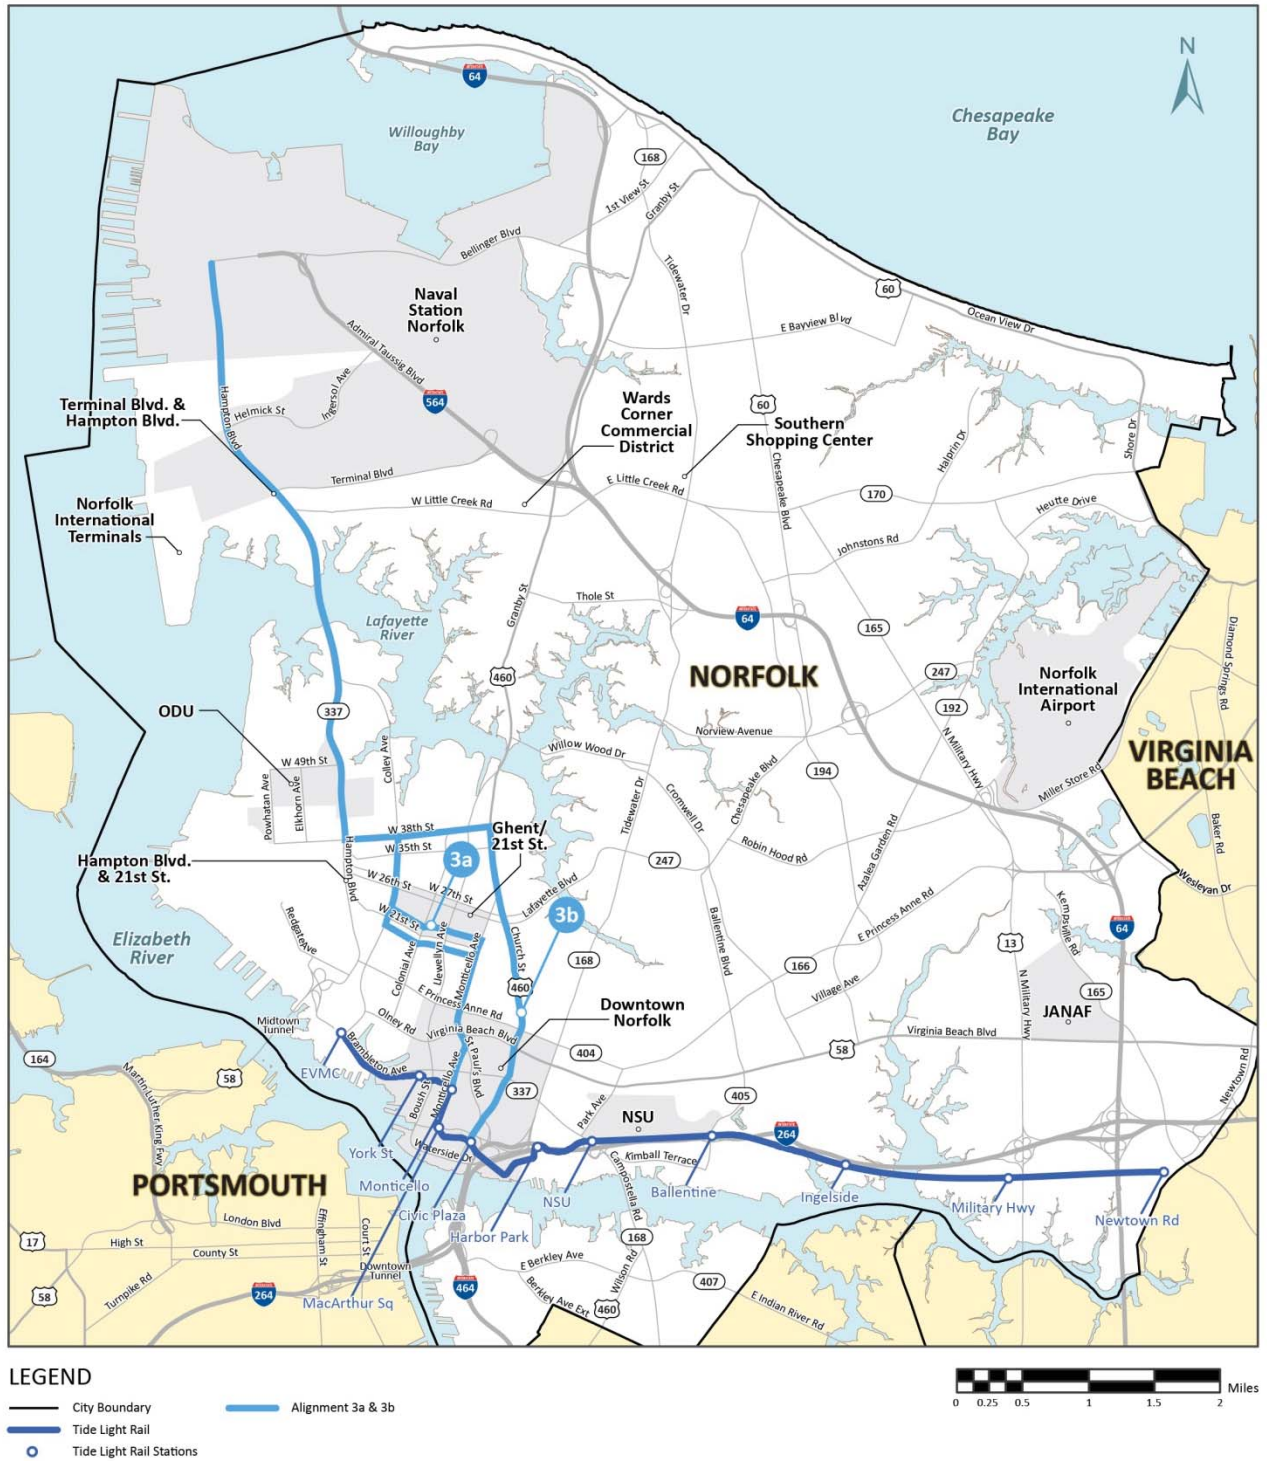 N
64
Willoughby
Bay
Chesapeake
Bay
168
1st View St
Granby St
Bellinger Blvd
Tidewater Dr
60
Ocean View Dr
Naval
Station
Norfolk
E Bayview Blvd
Admiral Taussig Blvd
Ingersol Ave
Helmick St
Hampton Blvd
564
Terminal Blvd. &
Hampton Blvd.
Wards
Corner
Commercial
District
60
Southern
Shopping Center
Shore Dr
Halprin Dr
Chesapeake Blvd
Terminal Blvd
W Little Creek Rd
E Little Creek Rd
170
Heutte Drive
Norfolk
International
Terminals
Johnstons Rd
Granby St
Thole St
64
165
Lafayette
River
Diamond Springs Rd
460
NORFOLK
247
Norfolk
International
Airport
192
ODU
337
Norview Avenue
N Military Hwy
VIRGINIA
BEACH
Colley Ave
Willow Wood Dr
W 49th St
194
Miller Store Rd
Powhatan Ave
Elkhorn Ave
Tidewater Dr
Cromwell Dr
Chesapeake Blvd
Baker Rd
W 38th St
Ghent/
21st St.
W 35th St
Robin Hood Rd
Azalea Garden Rd
Hampton Blvd.
& 21st St.
Hampton Blvd
3a
247
W 26th St
W 27th St
Lafayette Blvd
Wesleyan Dr
3b
E Princess Anne Rd
Kempsville Rd
W 21st St
Redgate Ave
Elizabeth
River
Colonial Ave
Llewellyn Ave
Monticello Ave
Church St
Ballentine Blvd
64
13
168
166
460
Village Ave
165
N Military Hwy
JANAF
E Princess Anne Rd
Downtown
Norfolk
Olney Rd
Virginia Beach Blvd
Midtown
Tunnel
Virginia Beach Blvd
58
404
164
Brambleton Ave
EVMC
St Paul's Blvd
Monticello Ave
Boush St
58
Martin Luther King Fwy
337
405
Park Ave
NSU
Newtown Rd
264
York St
Waterside Dr
Kimball Terrace
Campostella Rd
PORTSMOUTH
Monticello
NSU
Ballentine
Ingelside
Military Hwy
Newtown Rd
Civic Plaza
Harbor Park
London Blvd
Effingham St
Court St
17
High St
County St
168
E Berkley Ave
Downtown
Tunnel
Wilson Rd
407
Turnpike Rd
58
264
MacArthur Sq
464
Berkley Ave Ext
460
E Indian River Rd
LEGEND
City Boundary
Alignment 3a & 3b
Tide Light Rail
Tide Light Rail Stations
Miles
0 0.25 0.5 1 1.5 2